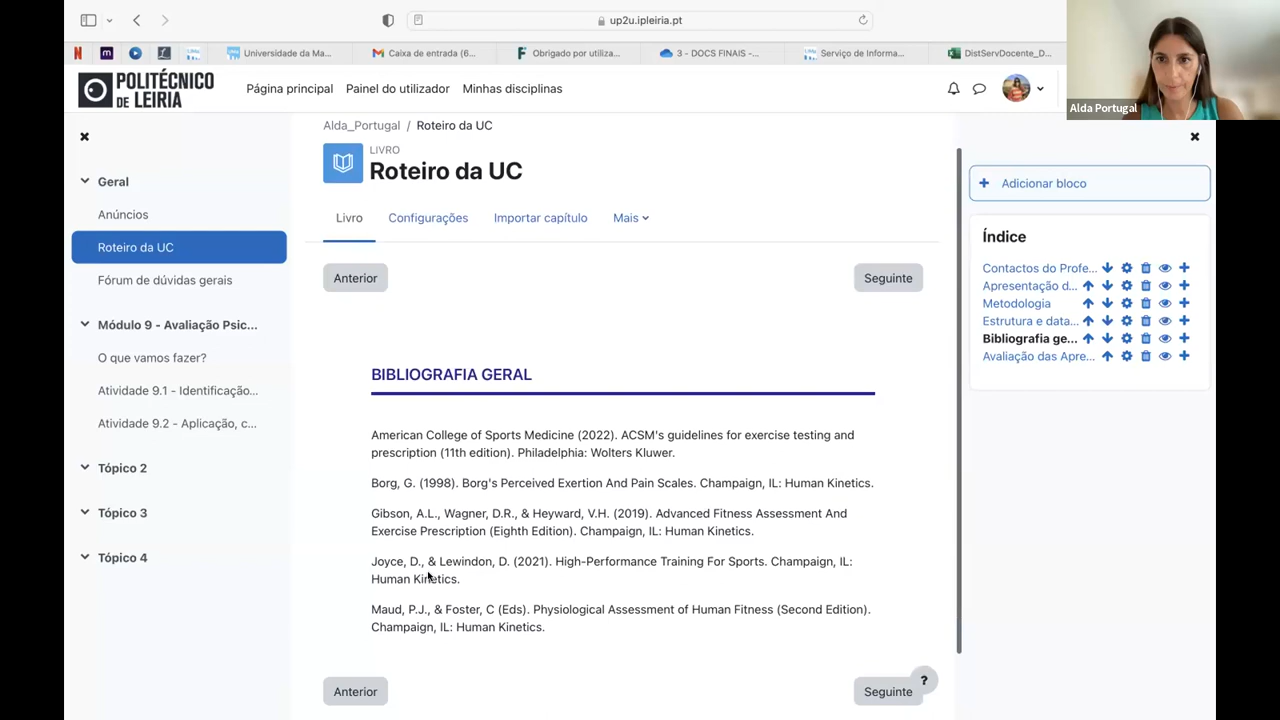 up2u.ipleiria.pt
Universidade da Ma...
Caixa de entrada (6...
Obrigado por utiliza...
3 - DOCS FINAIS -...
Serviço de Informa...
DistServDocente_D...
POLITÉCNICO
DE LEIRIA
Página principal
Painel do utilizador
Minhas disciplinas
Alda Portugal
Alda_Portugal / Roteiro da UC
LIVRO
Roteiro da UC
Livro
Configurações
Importar capítulo
Mais
Geral
Anúncios
Roteiro da UC
Fórum de dúvidas gerais
Módulo 9 - Avaliação Psic...
O que vamos fazer?
Atividade 9.1 - Identificação...
Atividade 9.2 - Aplicação, c...
Tópico 2
Tópico 3
Tópico 4
Anterior
Seguinte
BIBLIOGRAFIA GERAL
American College of Sports Medicine (2022). ACSM's guidelines for exercise testing and
prescription (11th edition). Philadelphia: Wolters Kluwer.
Borg, G. (1998). Borg's Perceived Exertion And Pain Scales. Champaign, IL: Human Kinetics.
Gibson, A.L., Wagner, D.R., & Heyward, V.H. (2019). Advanced Fitness Assessment And
Exercise Prescription (Eighth Edition). Champaign, IL: Human Kinetics.
Joyce, D., & Lewindon, D. (2021). High-Performance Training For Sports. Champaign, IL:
Human Kinetics.
Maud, P.J., & Foster, C (Eds). Physiological Assessment of Human Fitness (Second Edition).
Champaign, IL: Human Kinetics.
Anterior
Seguinte
?
Adicionar bloco
Índice
Contactos do Profe...
Apresentação d...
Metodologia
Estrutura e data...
Bibliografia ge...
Avaliação das Apre...